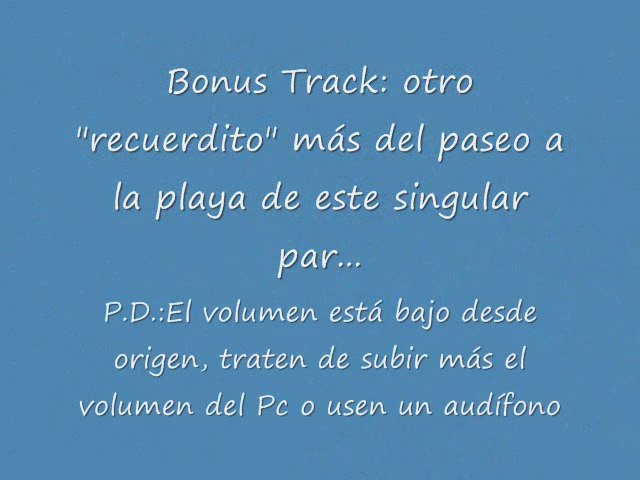 Bonus Track: otro
"recuerdito" más del paseo a
la playa de este singular
par...
P.D.:El volumen está bajo desde
origen, traten de subir más el
volumen del Pc o usen un audífono